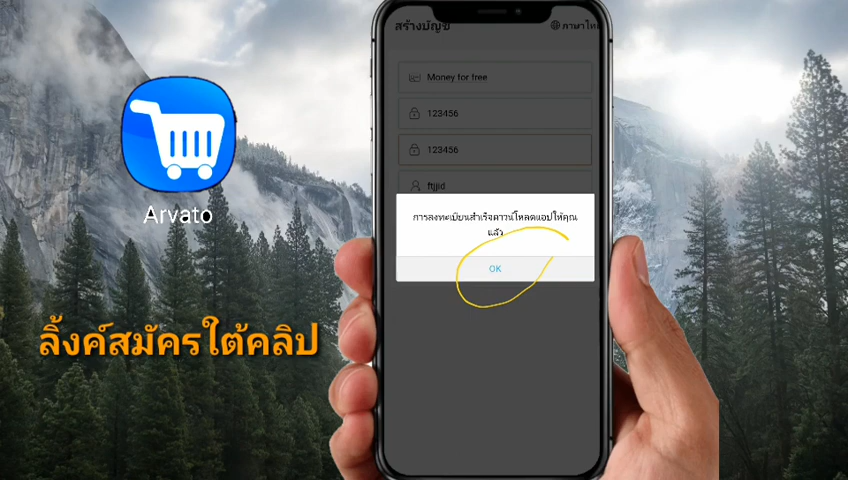 สร้างบัญชี
ภาษาไทย
Money for free
123456
123456
ftjjid
การลงทะเบียนสำเร็จดาวน์โหลดแอปให้คุณ
แล้ว
OK
Arvato
ลิ้งค์สมัครใต้คลิป